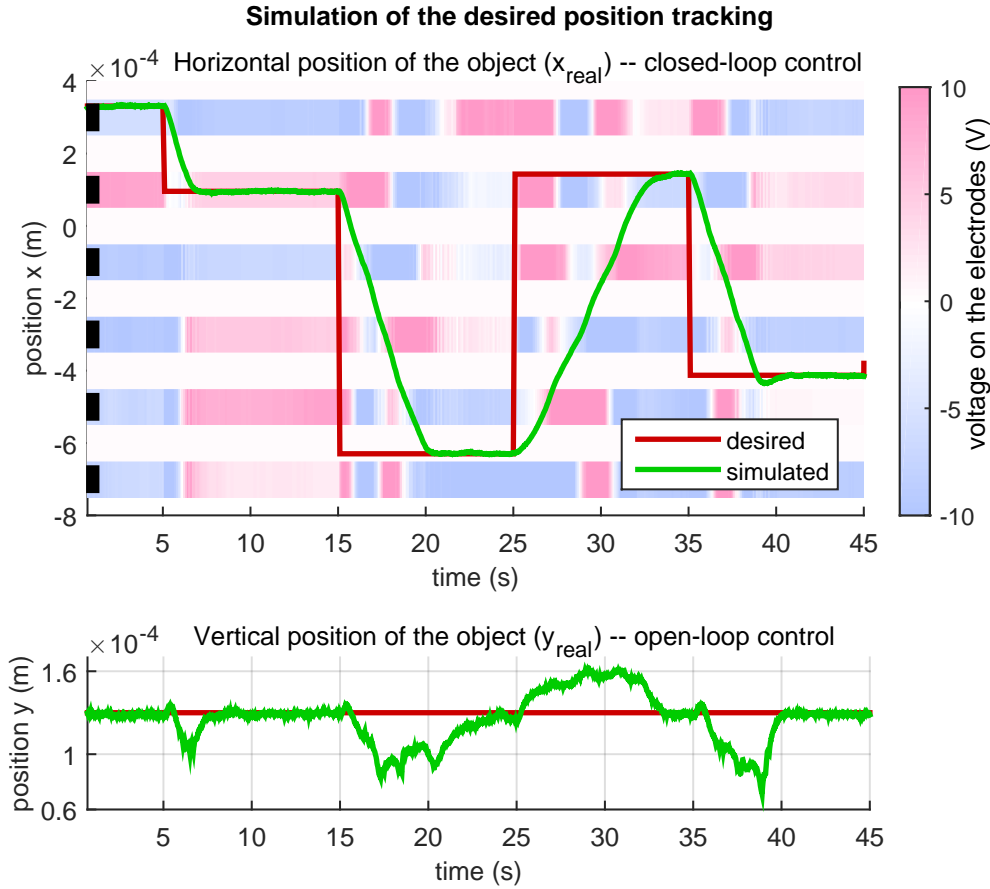 Simulation of the desired position tracking
× 10⁻⁴
Horizontal position of the object (x_real) -- closed-loop control
4
2
0
-2
-4
-6
-8
position x (m)
5 10 15 20 25 30 35 40 45
time (s)
desired
simulated
10
5
0
-5
-10
voltage on the electrodes (V)
× 10⁻⁴
Vertical position of the object (y_real) -- open-loop control
1.6
1
0.6
position y (m)
5 10 15 20 25 30 35 40 45
time (s)